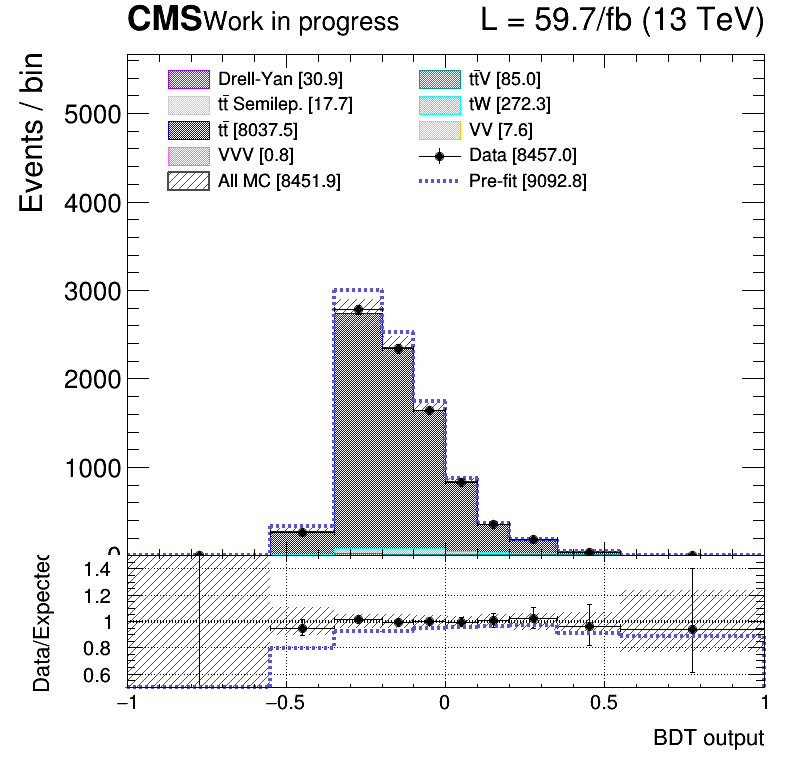 CMS Work in progress L = 59.7/fb (13 TeV)
Events / bin
Drell-Yan [30.9]
tt̄ Semilep. [17.7]
tt̄ [8037.5]
VVV [0.8]
All MC [8451.9]
tt̄V [85.0]
tW [272.3]
VV [7.6]
Data [8457.0]
Pre-fit [9092.8]
5000
4000
3000
2000
1000
0
Data/Expected
1.4
1.2
1
0.8
0.6
−1 −0.5 0 0.5 1
BDT output